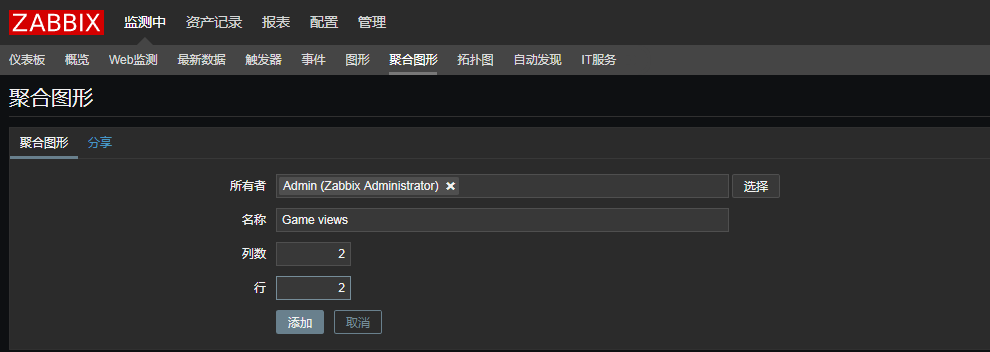 ZABBIX 监测中 资产记录 报表 配置 管理
仪表板 概览 Web监测 最新数据 触发器 事件 图形 聚合图形 拓扑图 自动发现 IT服务
聚合图形
聚合图形 分享
所有者 Admin (Zabbix Administrator) ✖ 选择
名称 Game views
列数 2
行 2
添加 取消